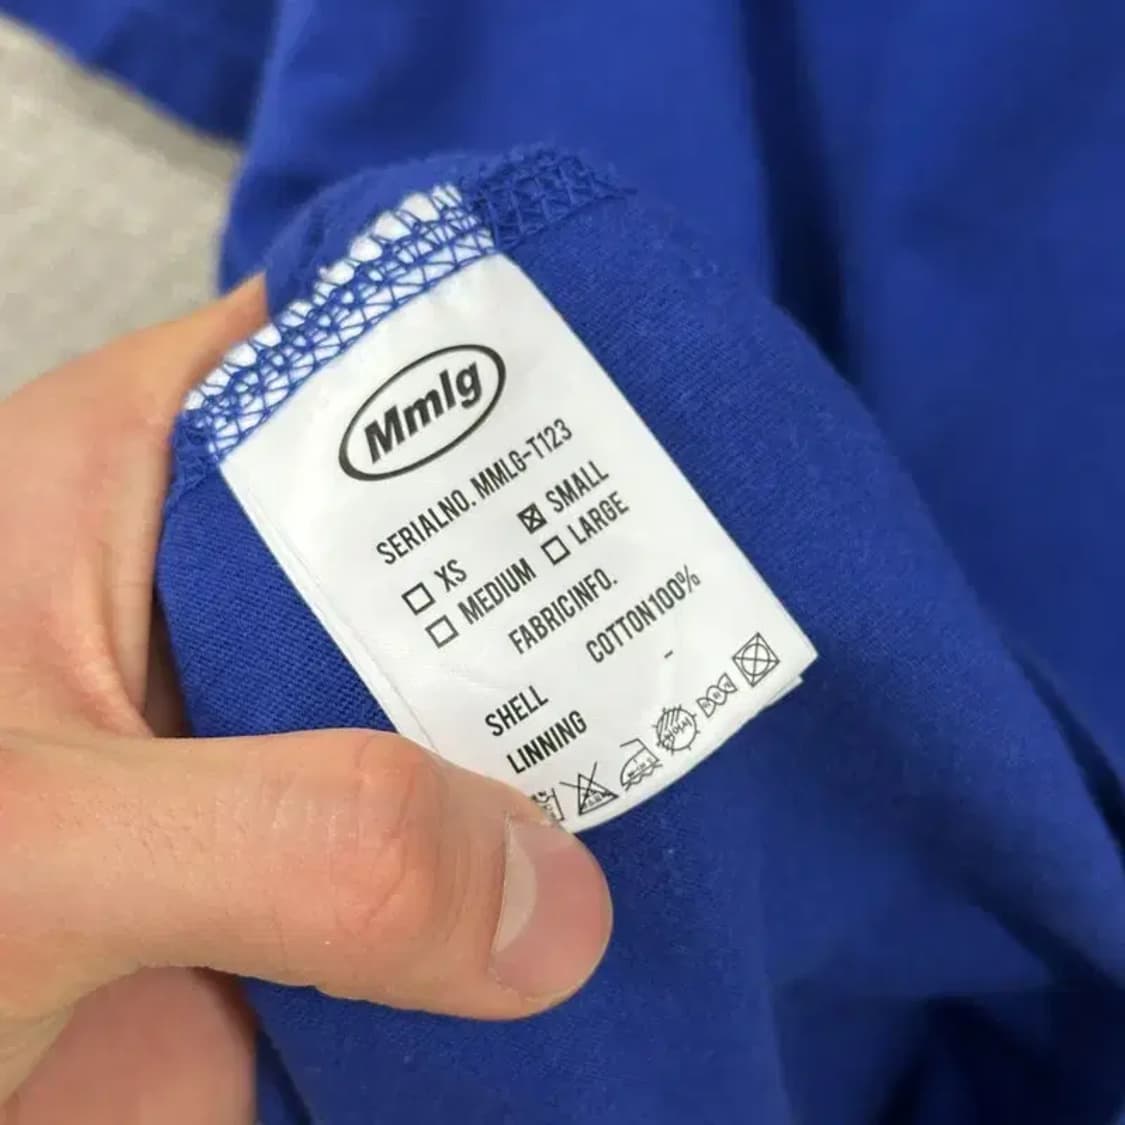 Mmlg
SERIALNO. MMLG-T123
☐ XS ☒ SMALL
☐ MEDIUM ☐ LARGE
FABRICINFO.
SHELL COTTON100%
LINNING -